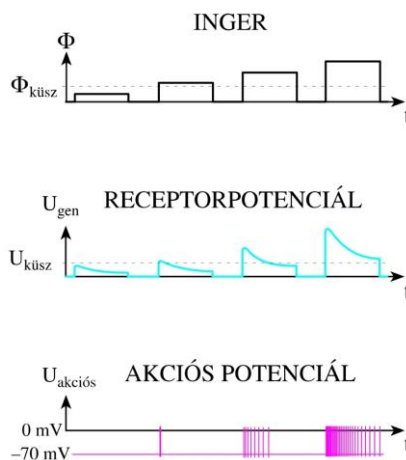 INGER
Φ
Φküsz
t
Ugen RECEPTORPOTENCIÁL
Uküsz
t
Uakciós AKCIÓS POTENCIÁL
0 mV
t
−70 mV